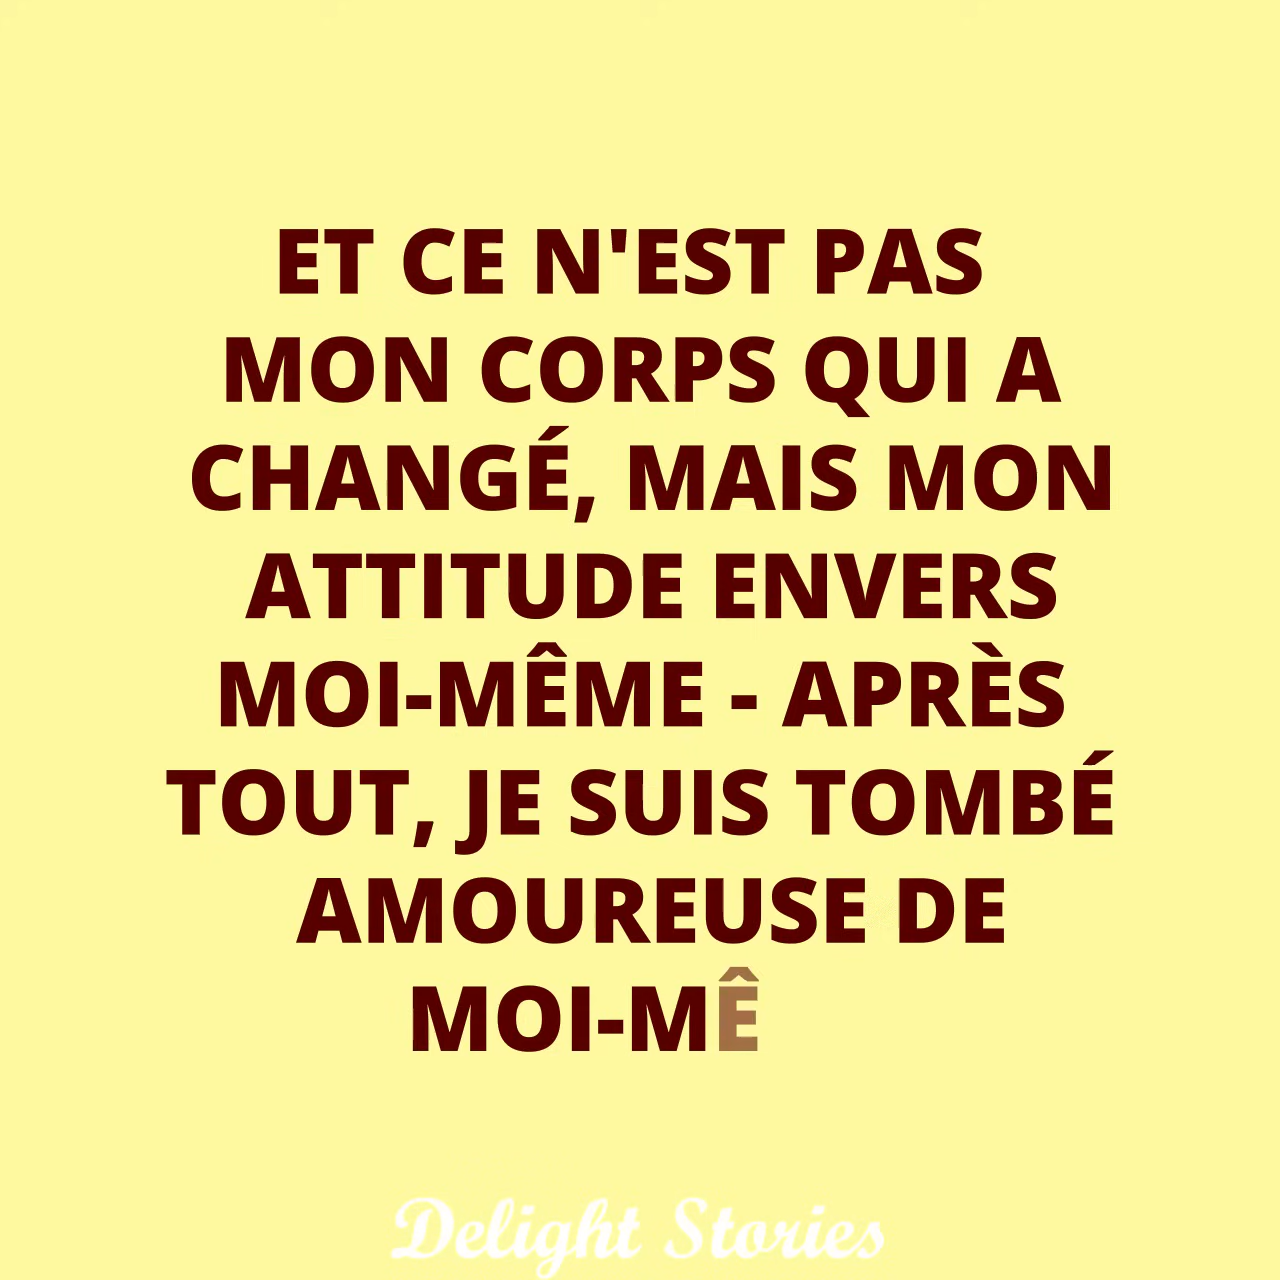 ET CE N'EST PAS
MON CORPS QUI A
CHANGÉ, MAIS MON
ATTITUDE ENVERS
MOI-MÊME - APRÈS
TOUT, JE SUIS TOMBÉ
AMOUREUSE DE
MOI-MÊ
Delight Stories